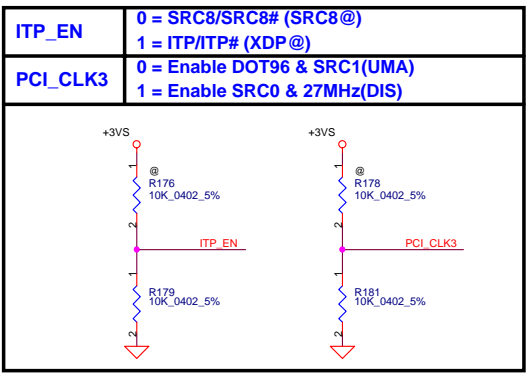 ITP_EN
0 = SRC8/SRC8# (SRC8@)
1 = ITP/ITP# (XDP@)
PCI_CLK3
0 = Enable DOT96 & SRC1(UMA)
1 = Enable SRC0 & 27MHz(DIS)
+3VS
+3VS
1
@
R176
10K_0402_5%
2
1
@
R178
10K_0402_5%
2
ITP_EN
PCI_CLK3
1
R179
10K_0402_5%
2
1
R181
10K_0402_5%
2